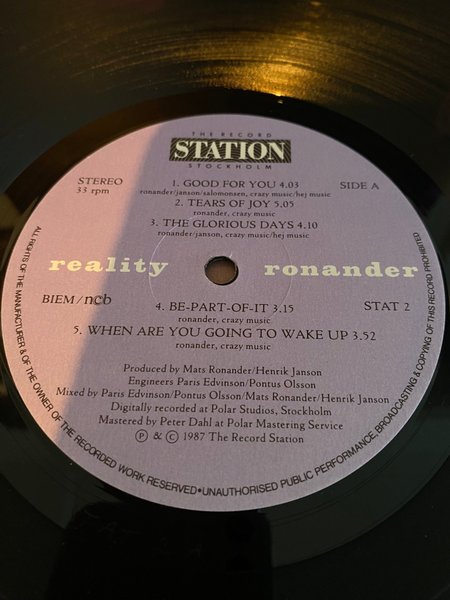 THE RECORD
STATION
STOCKHOLM
STEREO
33 rpm
SIDE A
1. GOOD FOR YOU 4.03
ronander/janson/salomonsen, crazy music/hej music
2. TEARS OF JOY 5.05
ronander, crazy music
3. THE GLORIOUS DAYS 4.10
ronander/janson, crazy music/hej music
reality ronander
BIEM/ncb
STAT 2
4. BE-PART-OF-IT 3.15
ronander, crazy music
5. WHEN ARE YOU GOING TO WAKE UP 3.52
ronander, crazy music
Produced by Mats Ronander/Henrik Janson
Engineers Paris Edvinson/Pontus Olsson
Mixed by Paris Edvinson/Pontus Olsson/Mats Ronander/Henrik Janson
Digitally recorded at Polar Studios, Stockholm
Mastered by Peter Dahl at Polar Mastering Service
Ⓟ & © 1987 The Record Station
ALL RIGHTS OF THE MANUFACTURER & OF THE OWNER OF THE RECORDED WORK RESERVED•UNAUTHORISED PUBLIC PERFORMANCE, BROADCASTING & COPYING OF THIS RECORD PROHIBITED